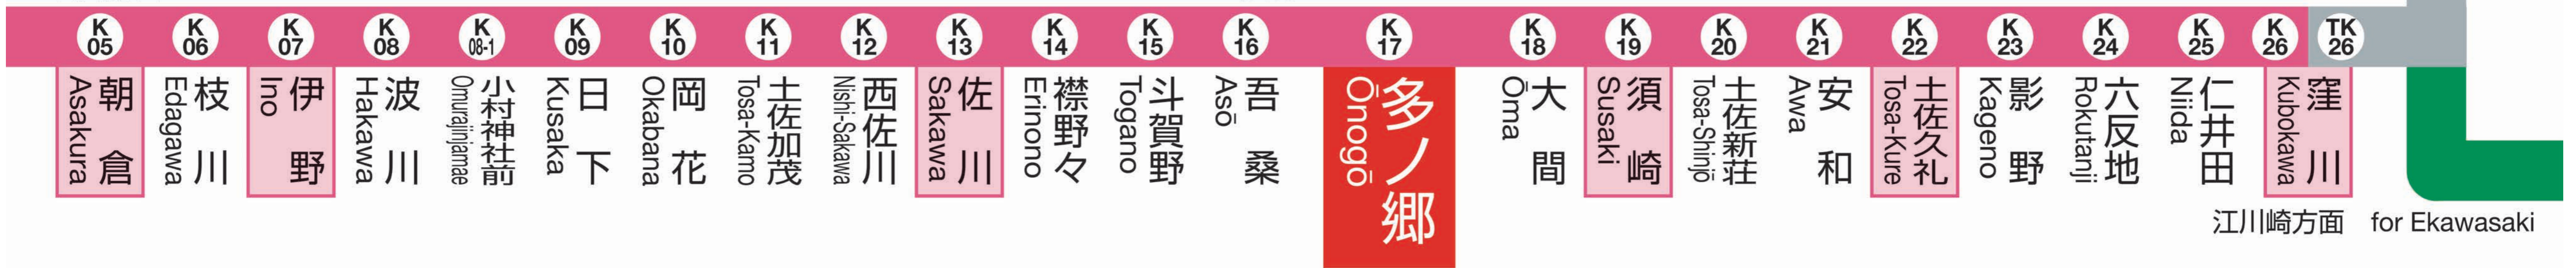 K 05
朝倉
Asakura
K 06
枝川
Edagawa
K 07
伊野
Ino
K 08
波川
Hakawa
K 08-1
小村神社前
Omurajinjamae
K 09
日下
Kusaka
K 10
岡花
Okabana
K 11
土佐加茂
Tosa-Kamo
K 12
西佐川
Nishi-Sakawa
K 13
佐川
Sakawa
K 14
襟野々
Erinono
K 15
斗賀野
Togano
K 16
吾桑
Asō
K 17
多ノ郷
Ōnogō
K 18
大間
Ōma
K 19
須崎
Susaki
K 20
土佐新荘
Tosa-Shinjō
K 21
安和
Awa
K 22
土佐久礼
Tosa-Kure
K 23
影野
Kageno
K 24
六反地
Rokutanji
K 25
仁井田
Niida
K 26
TK 26
窪川
Kubokawa
江川崎方面 for Ekawasaki